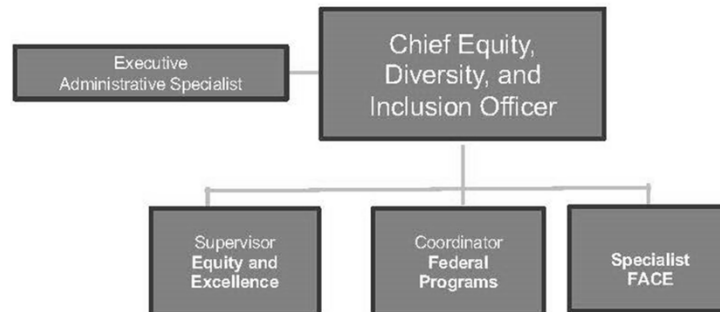 Executive
Administrative Specialist
Chief Equity,
Diversity, and
Inclusion Officer
Supervisor
Equity and
Excellence
Coordinator
Federal
Programs
Specialist
FACE